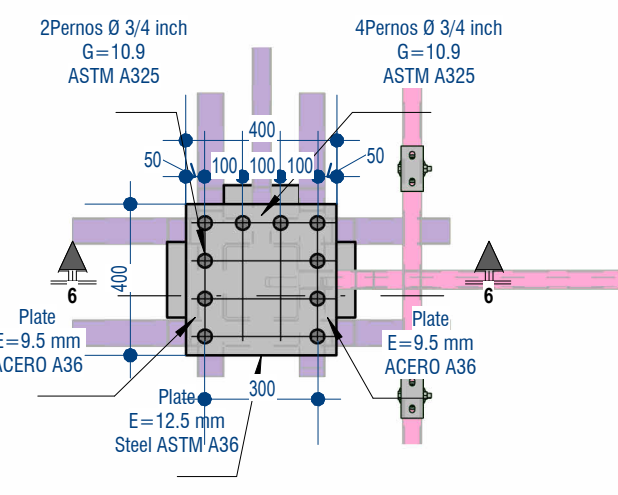 2Pernos Ø 3/4 inch
G=10.9
ASTM A325
4Pernos Ø 3/4 inch
G=10.9
ASTM A325
400
50
100
100
100
50
400
6
6
Plate
E=9.5 mm
ACERO A36
Plate
E=9.5 mm
ACERO A36
300
Plate
E=12.5 mm
Steel ASTM A36